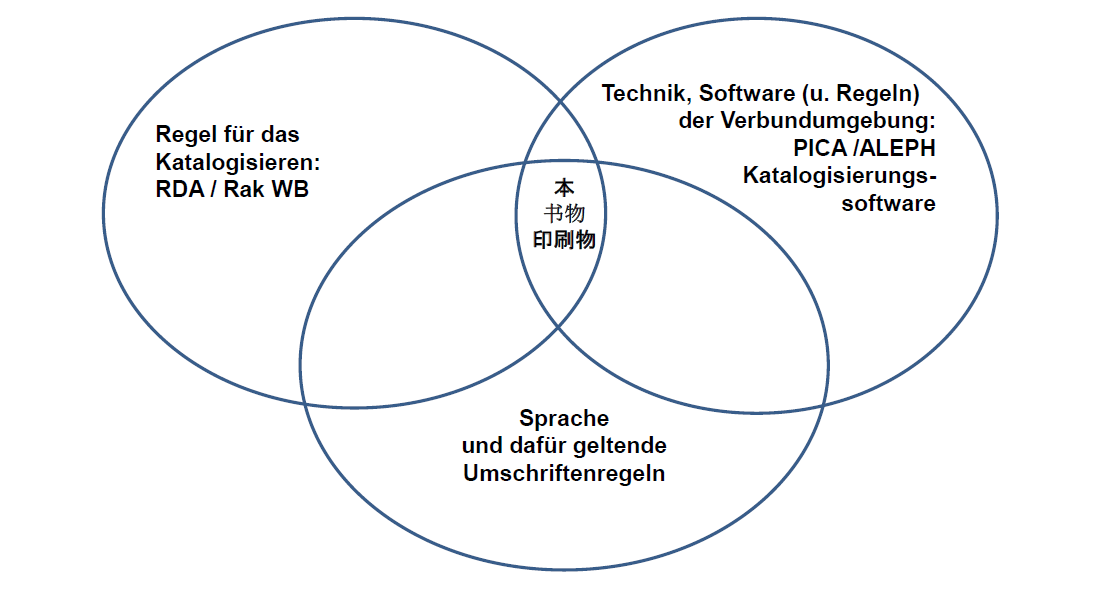 Regel für das
Katalogisieren:
RDA / Rak WB
Technik, Software (u. Regeln)
der Verbundumgebung:
PICA /ALEPH
Katalogisierungs-
software
本
书物
印刷物
Sprache
und dafür geltende
Umschriftenregeln